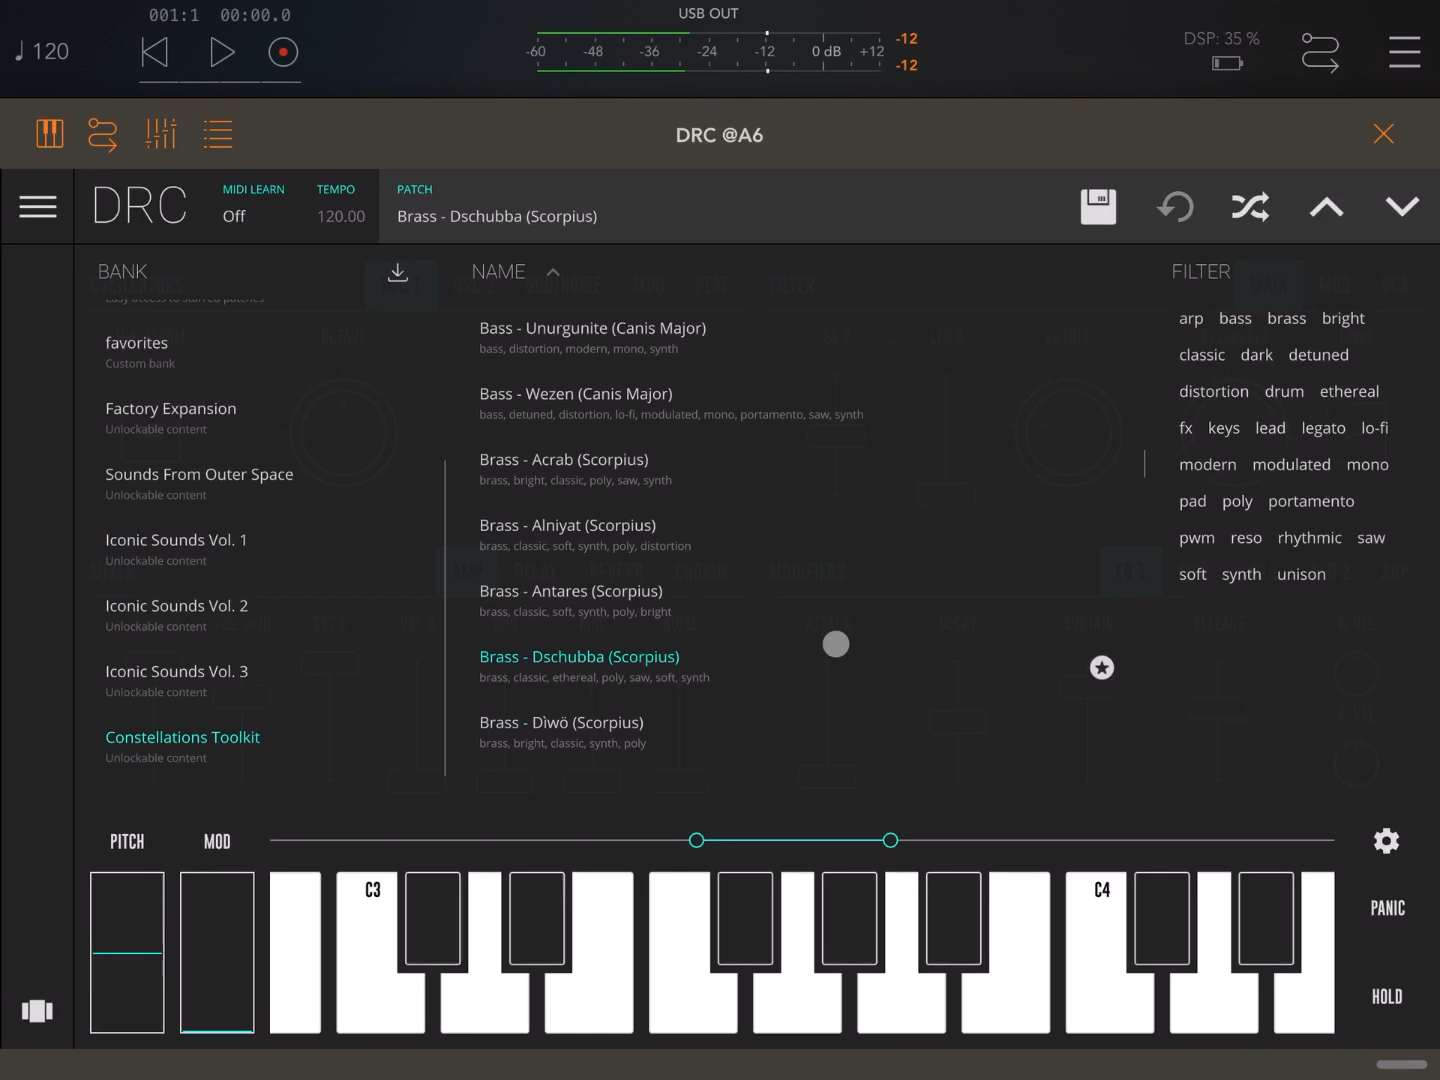 001:1 00:00.0
120
USB OUT
-60 -48 -36 -24 -12 0 dB +12
-12
-12
DSP: 35 %
DRC @A6
DRC
MIDI LEARN
Off
TEMPO
120.00
PATCH
Brass - Dschubba (Scorpius)
BANK
Easy access to starred patches
favorites
Custom bank
Factory Expansion
Unlockable content
Sounds From Outer Space
Unlockable content
Iconic Sounds Vol. 1
Unlockable content
Iconic Sounds Vol. 2
Unlockable content
Iconic Sounds Vol. 3
Unlockable content
Constellations Toolkit
Unlockable content
NAME
Bass - Unurgunite (Canis Major)
bass, distortion, modern, mono, synth
Bass - Wezen (Canis Major)
bass, detuned, distortion, lo-fi, modulated, mono, portamento, saw, synth
Brass - Acrab (Scorpius)
brass, bright, classic, poly, saw, synth
Brass - Alniyat (Scorpius)
brass, classic, soft, synth, poly, distortion
Brass - Antares (Scorpius)
brass, classic, soft, synth, poly, bright
Brass - Dschubba (Scorpius)
brass, classic, ethereal, poly, saw, soft, synth
Brass - Dìwö (Scorpius)
brass, bright, classic, synth, poly
FILTER
arp bass brass bright
classic dark detuned
distortion drum ethereal
fx keys lead legato lo-fi
modern modulated mono
pad poly portamento
pwm reso rhythmic saw
soft synth unison
PITCH
MOD
C3
C4
PANIC
HOLD